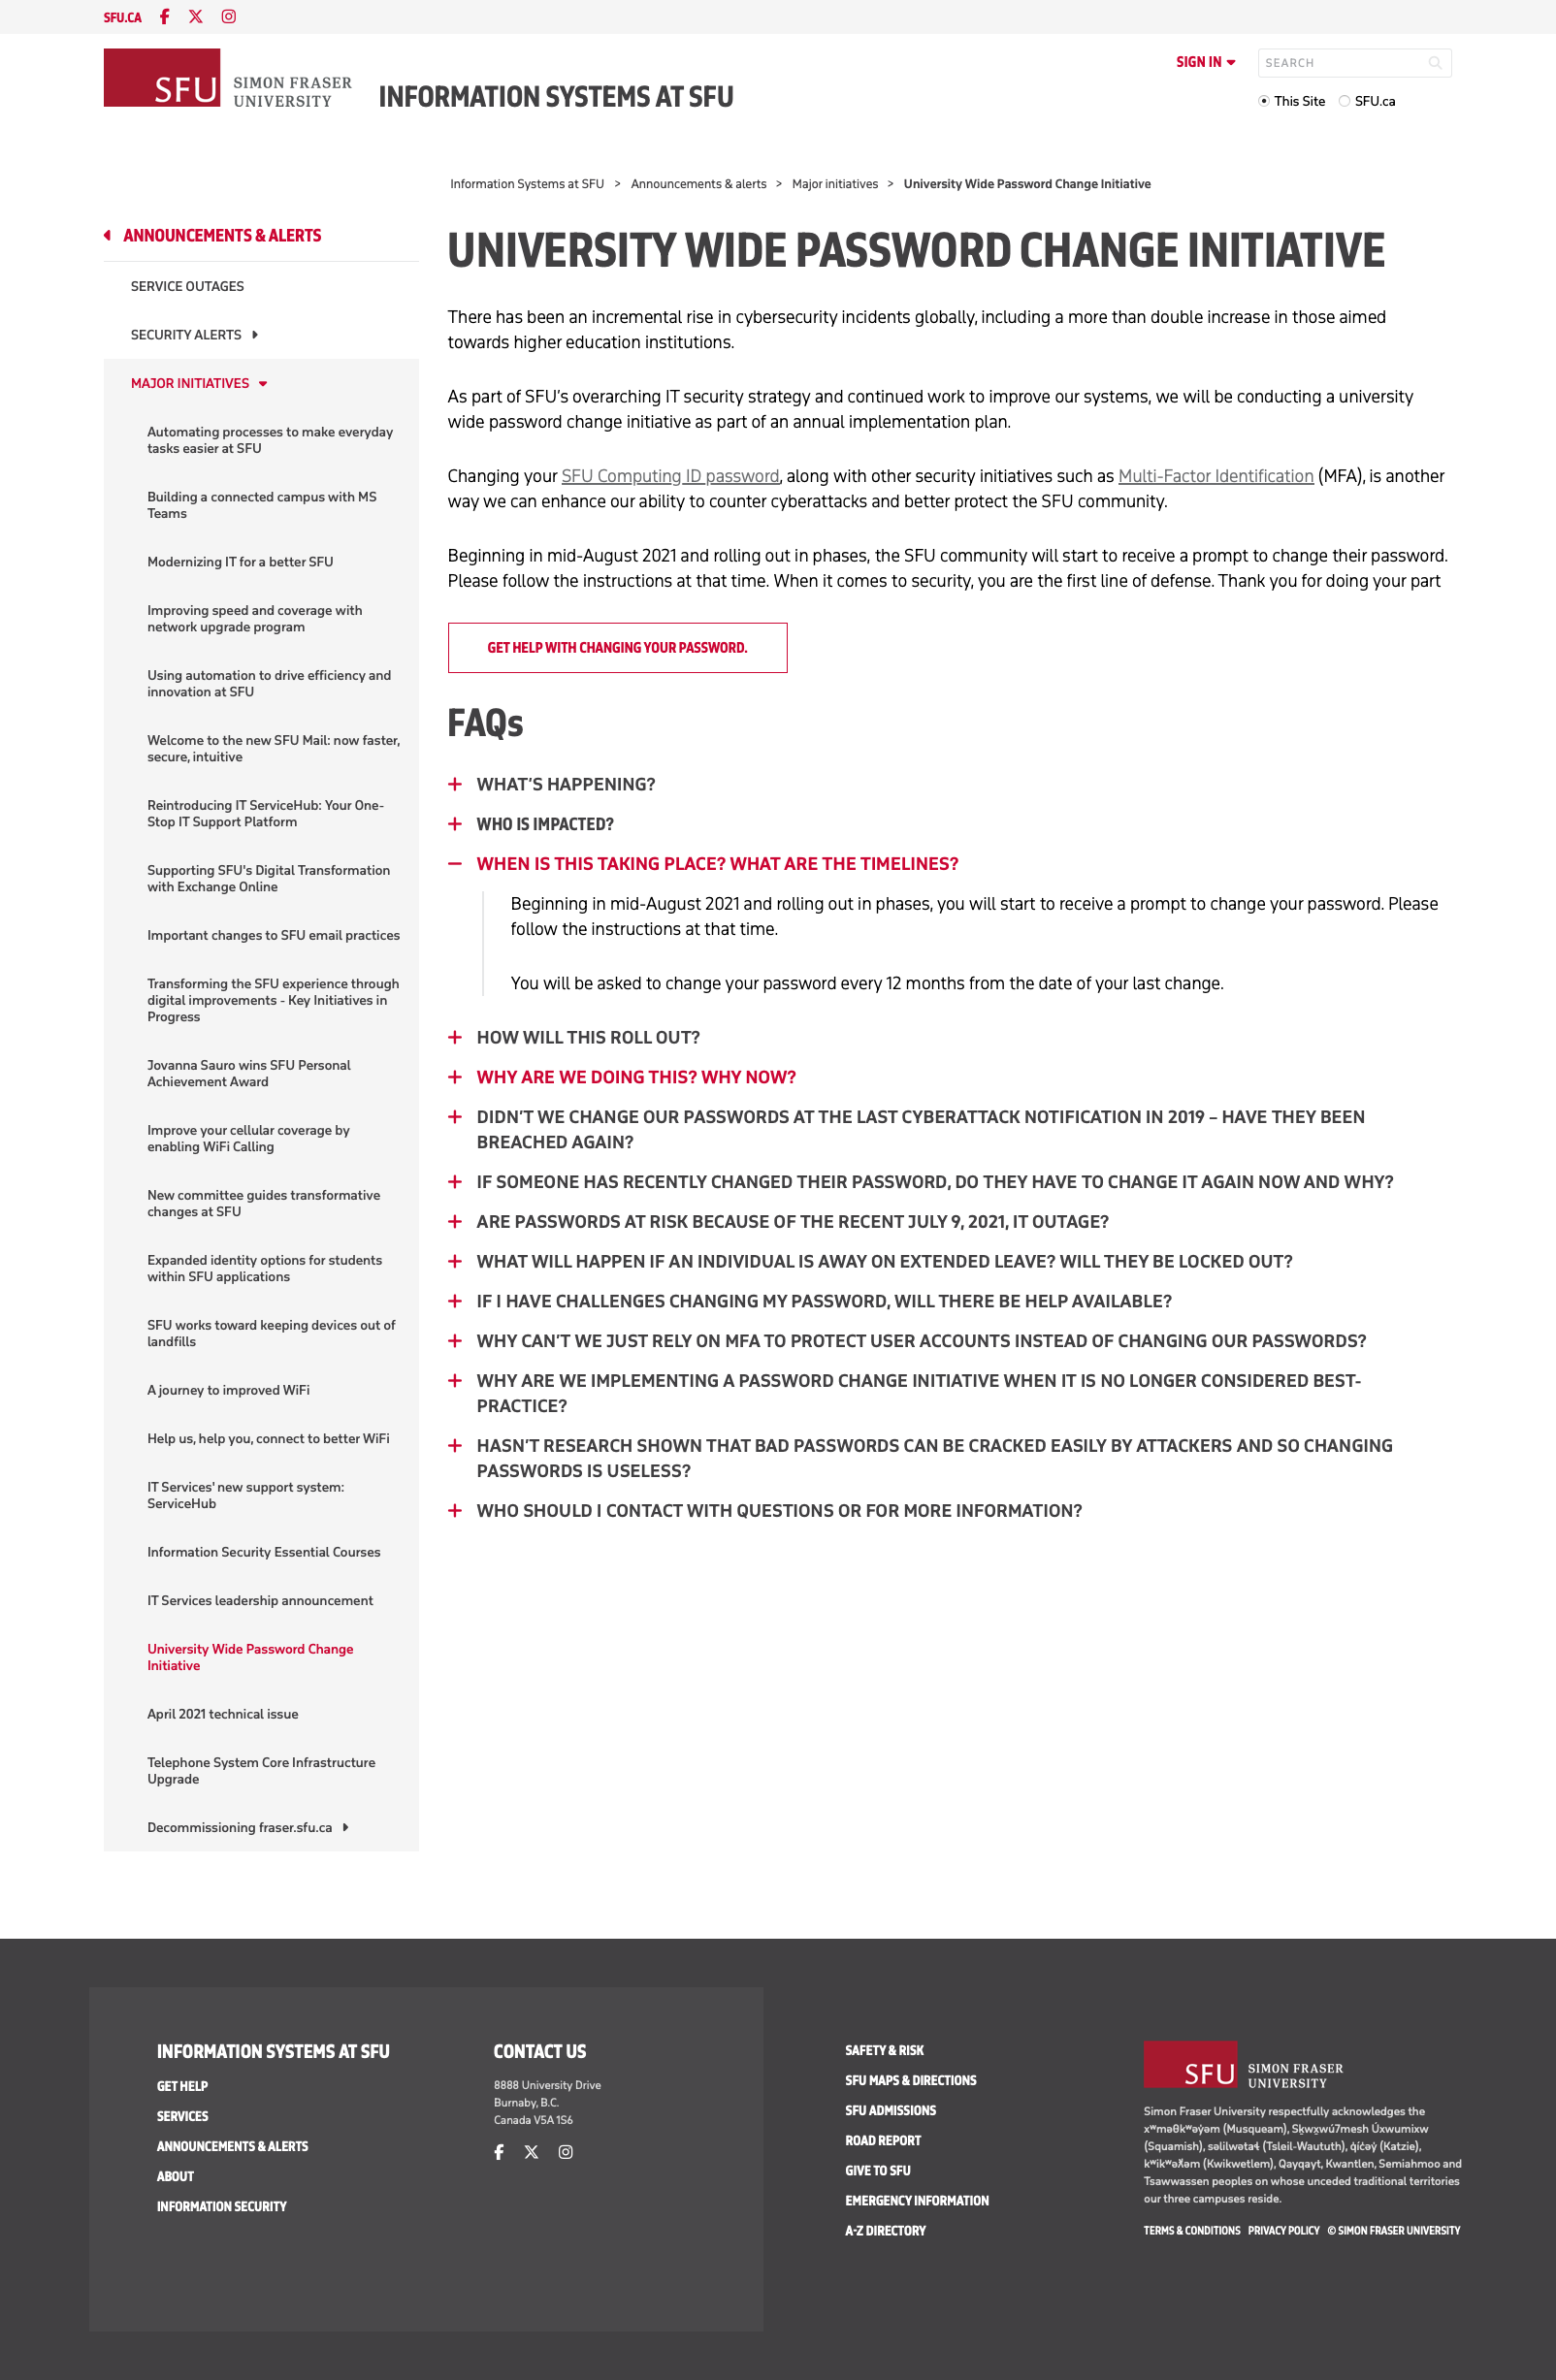 SFU.CA
SIGN IN
SEARCH
This Site
SFU.ca
SFU
SIMON FRASER
UNIVERSITY
INFORMATION SYSTEMS AT SFU
Information Systems at SFU > Announcements & alerts > Major initiatives > University Wide Password Change Initiative
ANNOUNCEMENTS & ALERTS
SERVICE OUTAGES
SECURITY ALERTS
MAJOR INITIATIVES
Automating processes to make everyday
tasks easier at SFU
Building a connected campus with MS
Teams
Modernizing IT for a better SFU
Improving speed and coverage with
network upgrade program
Using automation to drive efficiency and
innovation at SFU
Welcome to the new SFU Mail: now faster,
secure, intuitive
Reintroducing IT ServiceHub: Your One-
Stop IT Support Platform
Supporting SFU's Digital Transformation
with Exchange Online
Important changes to SFU email practices
Transforming the SFU experience through
digital improvements - Key Initiatives in
Progress
Jovanna Sauro wins SFU Personal
Achievement Award
Improve your cellular coverage by
enabling WiFi Calling
New committee guides transformative
changes at SFU
Expanded identity options for students
within SFU applications
SFU works toward keeping devices out of
landfills
A journey to improved WiFi
Help us, help you, connect to better WiFi
IT Services' new support system:
ServiceHub
Information Security Essential Courses
IT Services leadership announcement
University Wide Password Change
Initiative
April 2021 technical issue
Telephone System Core Infrastructure
Upgrade
Decommissioning fraser.sfu.ca
UNIVERSITY WIDE PASSWORD CHANGE INITIATIVE
There has been an incremental rise in cybersecurity incidents globally, including a more than double increase in those aimed
towards higher education institutions.
As part of SFU’s overarching IT security strategy and continued work to improve our systems, we will be conducting a university
wide password change initiative as part of an annual implementation plan.
Changing your SFU Computing ID password, along with other security initiatives such as Multi-Factor Identification (MFA), is another
way we can enhance our ability to counter cyberattacks and better protect the SFU community.
Beginning in mid-August 2021 and rolling out in phases, the SFU community will start to receive a prompt to change their password.
Please follow the instructions at that time. When it comes to security, you are the first line of defense. Thank you for doing your part
GET HELP WITH CHANGING YOUR PASSWORD.
FAQs
WHAT’S HAPPENING?
WHO IS IMPACTED?
WHEN IS THIS TAKING PLACE? WHAT ARE THE TIMELINES?
Beginning in mid-August 2021 and rolling out in phases, you will start to receive a prompt to change your password. Please
follow the instructions at that time.
You will be asked to change your password every 12 months from the date of your last change.
HOW WILL THIS ROLL OUT?
WHY ARE WE DOING THIS? WHY NOW?
DIDN’T WE CHANGE OUR PASSWORDS AT THE LAST CYBERATTACK NOTIFICATION IN 2019 – HAVE THEY BEEN
BREACHED AGAIN?
IF SOMEONE HAS RECENTLY CHANGED THEIR PASSWORD, DO THEY HAVE TO CHANGE IT AGAIN NOW AND WHY?
ARE PASSWORDS AT RISK BECAUSE OF THE RECENT JULY 9, 2021, IT OUTAGE?
WHAT WILL HAPPEN IF AN INDIVIDUAL IS AWAY ON EXTENDED LEAVE? WILL THEY BE LOCKED OUT?
IF I HAVE CHALLENGES CHANGING MY PASSWORD, WILL THERE BE HELP AVAILABLE?
WHY CAN’T WE JUST RELY ON MFA TO PROTECT USER ACCOUNTS INSTEAD OF CHANGING OUR PASSWORDS?
WHY ARE WE IMPLEMENTING A PASSWORD CHANGE INITIATIVE WHEN IT IS NO LONGER CONSIDERED BEST-
PRACTICE?
HASN’T RESEARCH SHOWN THAT BAD PASSWORDS CAN BE CRACKED EASILY BY ATTACKERS AND SO CHANGING
PASSWORDS IS USELESS?
WHO SHOULD I CONTACT WITH QUESTIONS OR FOR MORE INFORMATION?
INFORMATION SYSTEMS AT SFU
GET HELP
SERVICES
ANNOUNCEMENTS & ALERTS
ABOUT
INFORMATION SECURITY
CONTACT US
8888 University Drive
Burnaby, B.C.
Canada V5A 1S6
SAFETY & RISK
SFU MAPS & DIRECTIONS
SFU ADMISSIONS
ROAD REPORT
GIVE TO SFU
EMERGENCY INFORMATION
A-Z DIRECTORY
SFU
SIMON FRASER
UNIVERSITY
Simon Fraser University respectfully acknowledges the
xʷməθkʷəy̓əm (Musqueam), Sḵwx̱wú7mesh Úxwumixw
(Squamish), səlilwətaɬ (Tsleil-Waututh), q̓íc̓əy̓ (Katzie),
kʷikʷəƛ̓əm (Kwikwetlem), Qayqayt, Kwantlen, Semiahmoo and
Tsawwassen peoples on whose unceded traditional territories
our three campuses reside.
TERMS & CONDITIONS PRIVACY POLICY © SIMON FRASER UNIVERSITY